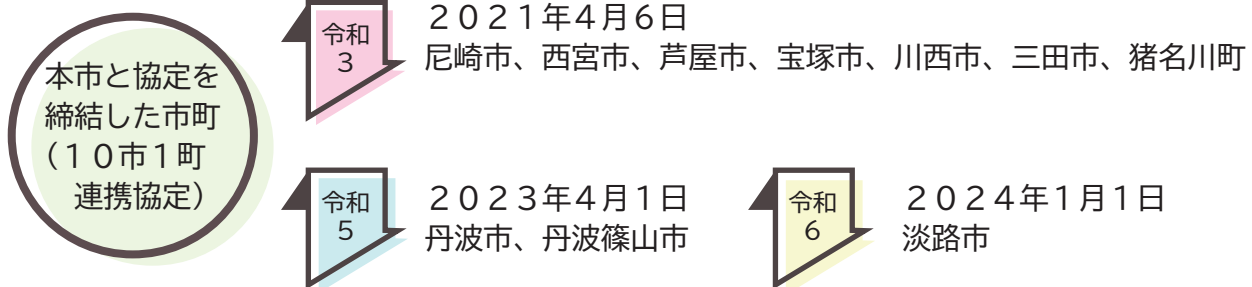 本市と協定を
締結した市町
（１０市１町
連携協定）
令和
3
２０２１年４月６日
尼崎市、西宮市、芦屋市、宝塚市、川西市、三田市、猪名川町
令和
5
２０２３年４月１日
丹波市、丹波篠山市
令和
6
２０２４年１月１日
淡路市